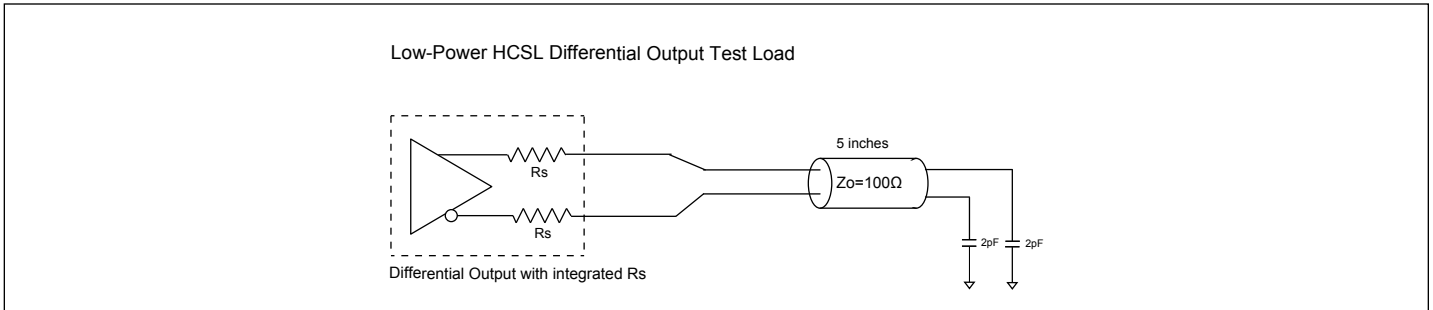 Low-Power HCSL Differential Output Test Load
5 inches
Rs
Zo=100Ω
Rs
2pF
2pF
Differential Output with integrated Rs